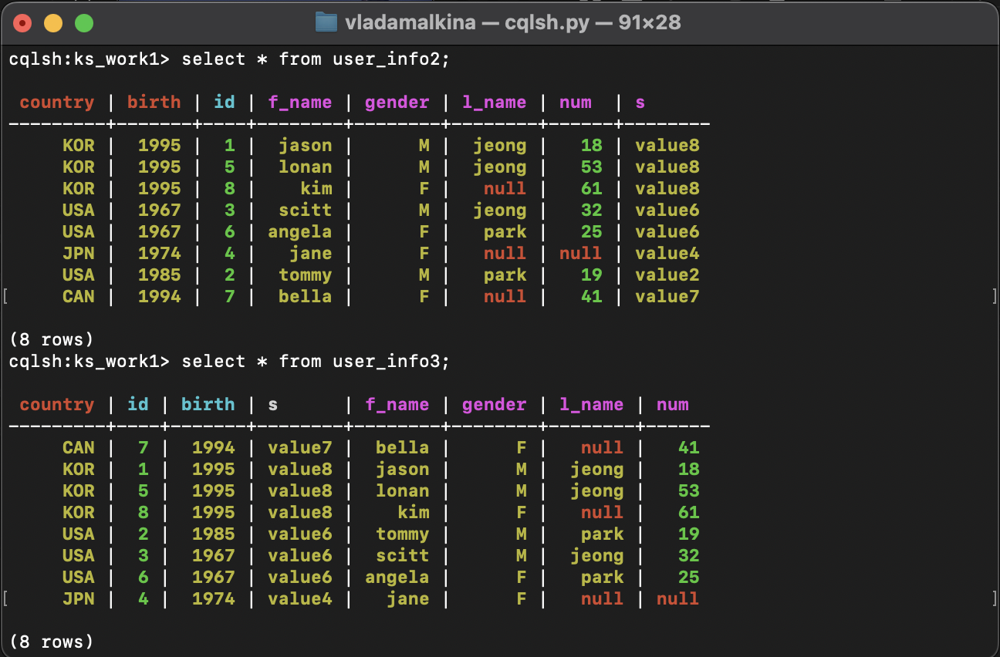 vladamalkina — cqlsh.py — 91×28
cqlsh:ks_work1> select * from user_info2;
 country | birth | id | f_name | gender | l_name | num  | s
---------+-------+----+--------+--------+--------+------+--------
     KOR |  1995 |  1 |  jason |      M |  jeong |   18 | value8
     KOR |  1995 |  5 |  lonan |      M |  jeong |   53 | value8
     KOR |  1995 |  8 |    kim |      F |   null |   61 | value8
     USA |  1967 |  3 |  scitt |      M |  jeong |   32 | value6
     USA |  1967 |  6 | angela |      F |   park |   25 | value6
     JPN |  1974 |  4 |   jane |      F |   null | null | value4
     USA |  1985 |  2 |  tommy |      M |   park |   19 | value2
[    CAN |  1994 |  7 |  bella |      F |   null |   41 | value7 ]
(8 rows)
cqlsh:ks_work1> select * from user_info3;
 country | id | birth | s      | f_name | gender | l_name | num
---------+----+-------+--------+--------+--------+--------+------
     CAN |  7 |  1994 | value7 |  bella |      F |   null |   41
     KOR |  1 |  1995 | value8 |  jason |      M |  jeong |   18
     KOR |  5 |  1995 | value8 |  lonan |      M |  jeong |   53
     KOR |  8 |  1995 | value8 |    kim |      F |   null |   61
     USA |  2 |  1985 | value6 |  tommy |      M |   park |   19
     USA |  3 |  1967 | value6 |  scitt |      M |  jeong |   32
     USA |  6 |  1967 | value6 | angela |      F |   park |   25
[    JPN |  4 |  1974 | value4 |   jane |      F |   null | null ]
(8 rows)